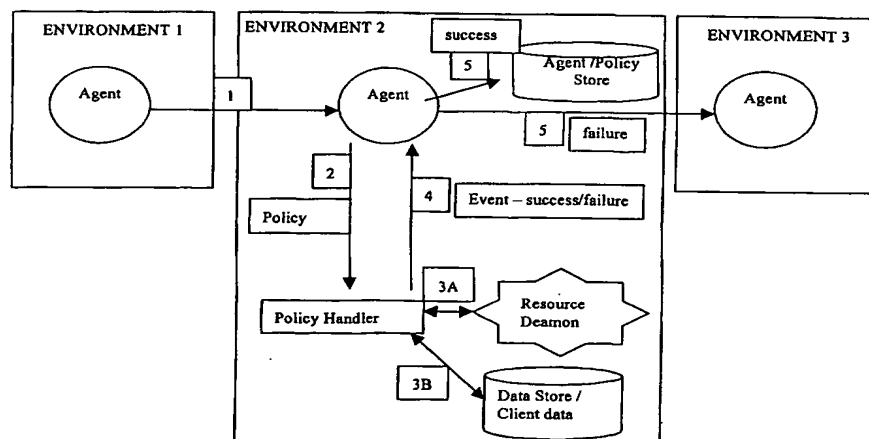 ENVIRONMENT 1
ENVIRONMENT 2
ENVIRONMENT 3
success
5
Agent /Policy
Store
Agent
1
Agent
Agent
5
failure
2
4
Event – success/failure
Policy
3A
Policy Handler
Resource
Deamon
3B
Data Store /
Client data